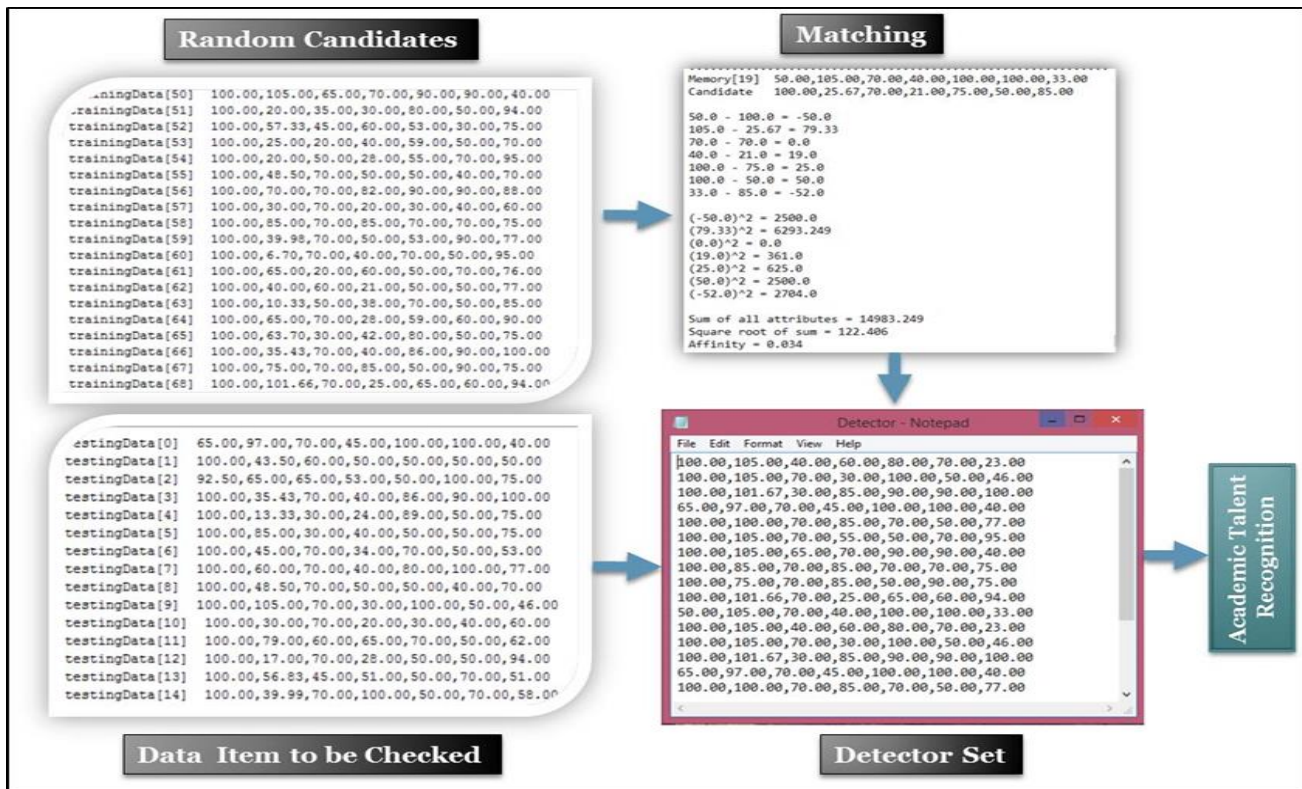 Random Candidates
trainingData[50] 100.00,105.00,65.00,70.00,90.00,90.00,40.00
trainingData[51] 100.00,20.00,35.00,30.00,80.00,50.00,94.00
trainingData[52] 100.00,57.33,45.00,60.00,53.00,30.00,75.00
trainingData[53] 100.00,25.00,20.00,40.00,59.00,50.00,70.00
trainingData[54] 100.00,20.00,50.00,28.00,55.00,70.00,95.00
trainingData[55] 100.00,48.50,70.00,50.00,50.00,40.00,70.00
trainingData[56] 100.00,70.00,70.00,82.00,90.00,90.00,88.00
trainingData[57] 100.00,30.00,70.00,20.00,30.00,40.00,60.00
trainingData[58] 100.00,85.00,70.00,85.00,70.00,70.00,75.00
trainingData[59] 100.00,39.98,70.00,50.00,53.00,90.00,77.00
trainingData[60] 100.00,6.70,70.00,40.00,70.00,50.00,95.00
trainingData[61] 100.00,65.00,20.00,60.00,50.00,70.00,76.00
trainingData[62] 100.00,40.00,60.00,21.00,50.00,50.00,77.00
trainingData[63] 100.00,10.33,50.00,38.00,70.00,50.00,85.00
trainingData[64] 100.00,65.00,70.00,28.00,59.00,60.00,90.00
trainingData[65] 100.00,63.70,30.00,42.00,80.00,50.00,75.00
trainingData[66] 100.00,35.43,70.00,40.00,86.00,90.00,100.00
trainingData[67] 100.00,75.00,70.00,85.00,50.00,90.00,75.00
trainingData[68] 100.00,101.66,70.00,25.00,65.00,60.00,94.00
Matching
Memory[19] 50.00,105.00,70.00,40.00,100.00,100.00,33.00
Candidate 100.00,25.67,70.00,21.00,75.00,50.00,85.00
50.0 - 100.0 = -50.0
105.0 - 25.67 = 79.33
70.0 - 70.0 = 0.0
40.0 - 21.0 = 19.0
100.0 - 75.0 = 25.0
100.0 - 50.0 = 50.0
33.0 - 85.0 = -52.0
(-50.0)^2 = 2500.0
(79.33)^2 = 6293.249
(0.0)^2 = 0.0
(19.0)^2 = 361.0
(25.0)^2 = 625.0
(50.0)^2 = 2500.0
(-52.0)^2 = 2704.0
Sum of all attributes = 14983.249
Square root of sum = 122.406
Affinity = 0.034
estingData[0] 65.00,97.00,70.00,45.00,100.00,100.00,40.00
testingData[1] 100.00,43.50,60.00,50.00,50.00,50.00,50.00
testingData[2] 92.50,65.00,65.00,53.00,50.00,100.00,75.00
testingData[3] 100.00,35.43,70.00,40.00,86.00,90.00,100.00
testingData[4] 100.00,13.33,30.00,24.00,89.00,50.00,75.00
testingData[5] 100.00,85.00,30.00,40.00,50.00,50.00,75.00
testingData[6] 100.00,45.00,70.00,34.00,70.00,50.00,53.00
testingData[7] 100.00,60.00,70.00,40.00,80.00,100.00,77.00
testingData[8] 100.00,48.50,70.00,50.00,50.00,40.00,70.00
testingData[9] 100.00,105.00,70.00,30.00,100.00,50.00,46.00
testingData[10] 100.00,30.00,70.00,20.00,30.00,40.00,60.00
testingData[11] 100.00,79.00,60.00,65.00,70.00,50.00,62.00
testingData[12] 100.00,17.00,70.00,28.00,50.00,50.00,94.00
testingData[13] 100.00,56.83,45.00,51.00,50.00,70.00,51.00
testingData[14] 100.00,39.99,70.00,100.00,50.00,70.00,58.00
Data Item to be Checked
Detector - Notepad
File Edit Format View Help
100.00,105.00,40.00,60.00,80.00,70.00,23.00
100.00,105.00,70.00,30.00,100.00,50.00,46.00
100.00,101.67,30.00,85.00,90.00,90.00,100.00
65.00,97.00,70.00,45.00,100.00,100.00,40.00
100.00,100.00,70.00,85.00,70.00,50.00,77.00
100.00,105.00,70.00,55.00,50.00,70.00,95.00
100.00,105.00,65.00,70.00,90.00,90.00,40.00
100.00,85.00,70.00,85.00,70.00,70.00,75.00
100.00,75.00,70.00,85.00,50.00,90.00,75.00
100.00,101.66,70.00,25.00,65.00,60.00,94.00
50.00,105.00,70.00,40.00,100.00,100.00,33.00
100.00,105.00,40.00,60.00,80.00,70.00,23.00
100.00,105.00,70.00,30.00,100.00,50.00,46.00
100.00,101.67,30.00,85.00,90.00,90.00,100.00
65.00,97.00,70.00,45.00,100.00,100.00,40.00
100.00,100.00,70.00,85.00,70.00,50.00,77.00
Detector Set
Academic Talent
Recognition